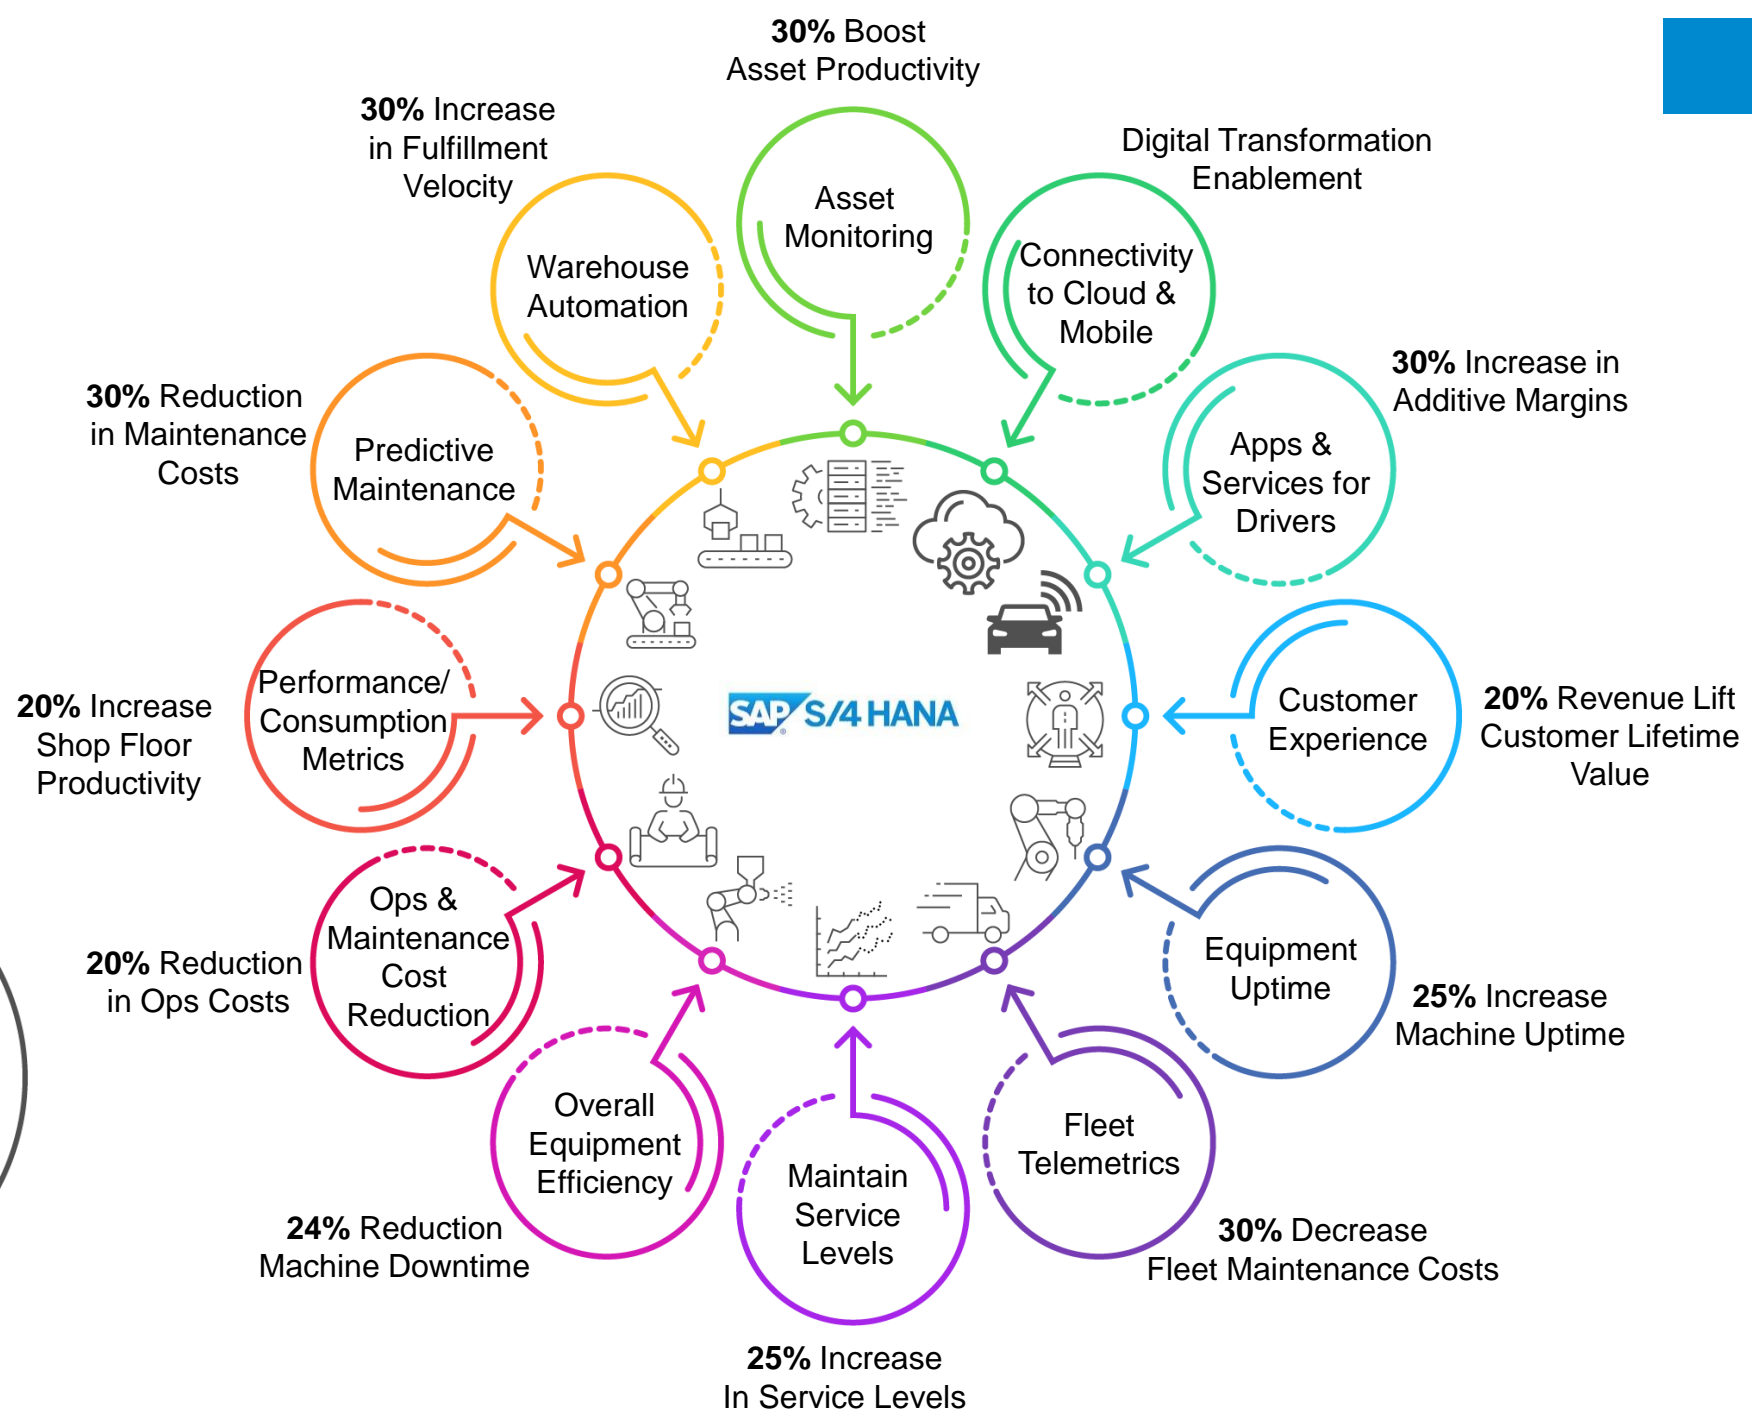 30% Boost
Asset Productivity
Asset
Monitoring
Digital Transformation
Enablement
Connectivity
to Cloud &
Mobile
30% Increase in
Additive Margins
Apps &
Services for
Drivers
20% Revenue Lift
Customer Lifetime
Value
Customer
Experience
25% Increase
Machine Uptime
Equipment
Uptime
30% Decrease
Fleet Maintenance Costs
Fleet
Telemetrics
25% Increase
In Service Levels
Maintain
Service
Levels
24% Reduction
Machine Downtime
Overall
Equipment
Efficiency
20% Reduction
in Ops Costs
Ops &
Maintenance
Cost
Reduction
20% Increase
Shop Floor
Productivity
Performance/
Consumption
Metrics
30% Reduction
in Maintenance
Costs
Predictive
Maintenance
30% Increase
in Fulfillment
Velocity
Warehouse
Automation
SAP® S/4 HANA